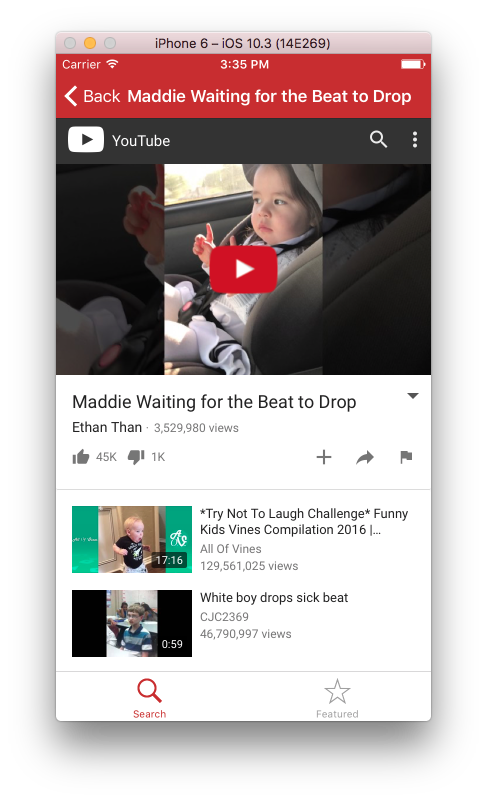 iPhone 6 – iOS 10.3 (14E269)
Carrier 3:35 PM
Back Maddie Waiting for the Beat to Drop
YouTube
Maddie Waiting for the Beat to Drop
Ethan Than · 3,529,980 views
45K 1K
*Try Not To Laugh Challenge* Funny
Kids Vines Compilation 2016 |...
All Of Vines
129,561,025 views
17:16
White boy drops sick beat
CJC2369
46,790,997 views
0:59
Search Featured